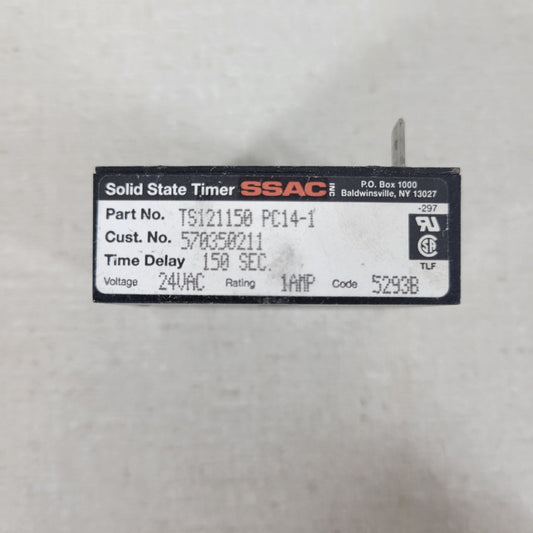 Solid State Timer SSAC INC P.O. Box 1000
Baldwinsville, NY 13027
Part No. TS121150 PC14-1
-297
Cust. No. 570350211
Time Delay 150 SEC.
TLF
Voltage 24VAC Rating 1AMP Code 5293B